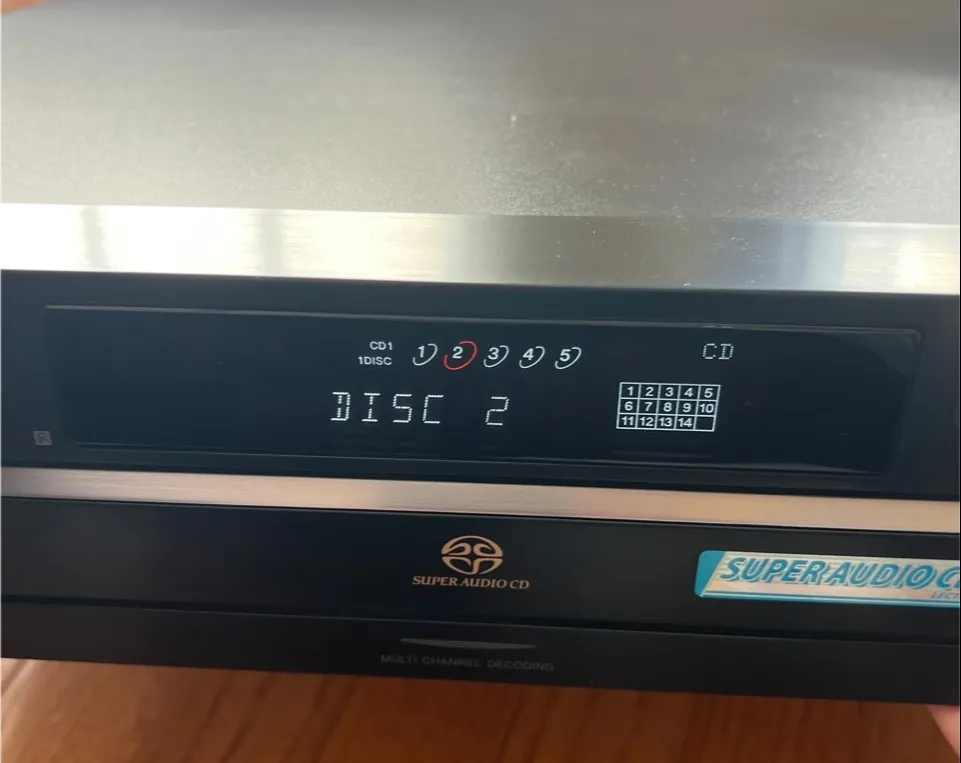 CD1
1DISC
1 2 3 4 5
CD
DISC 2
1 2 3 4 5
6 7 8 9 10
11 12 13 14
R
SUPER AUDIO CD
SUPER AUDIO C
LECT
MULTI CHANNEL DECODING